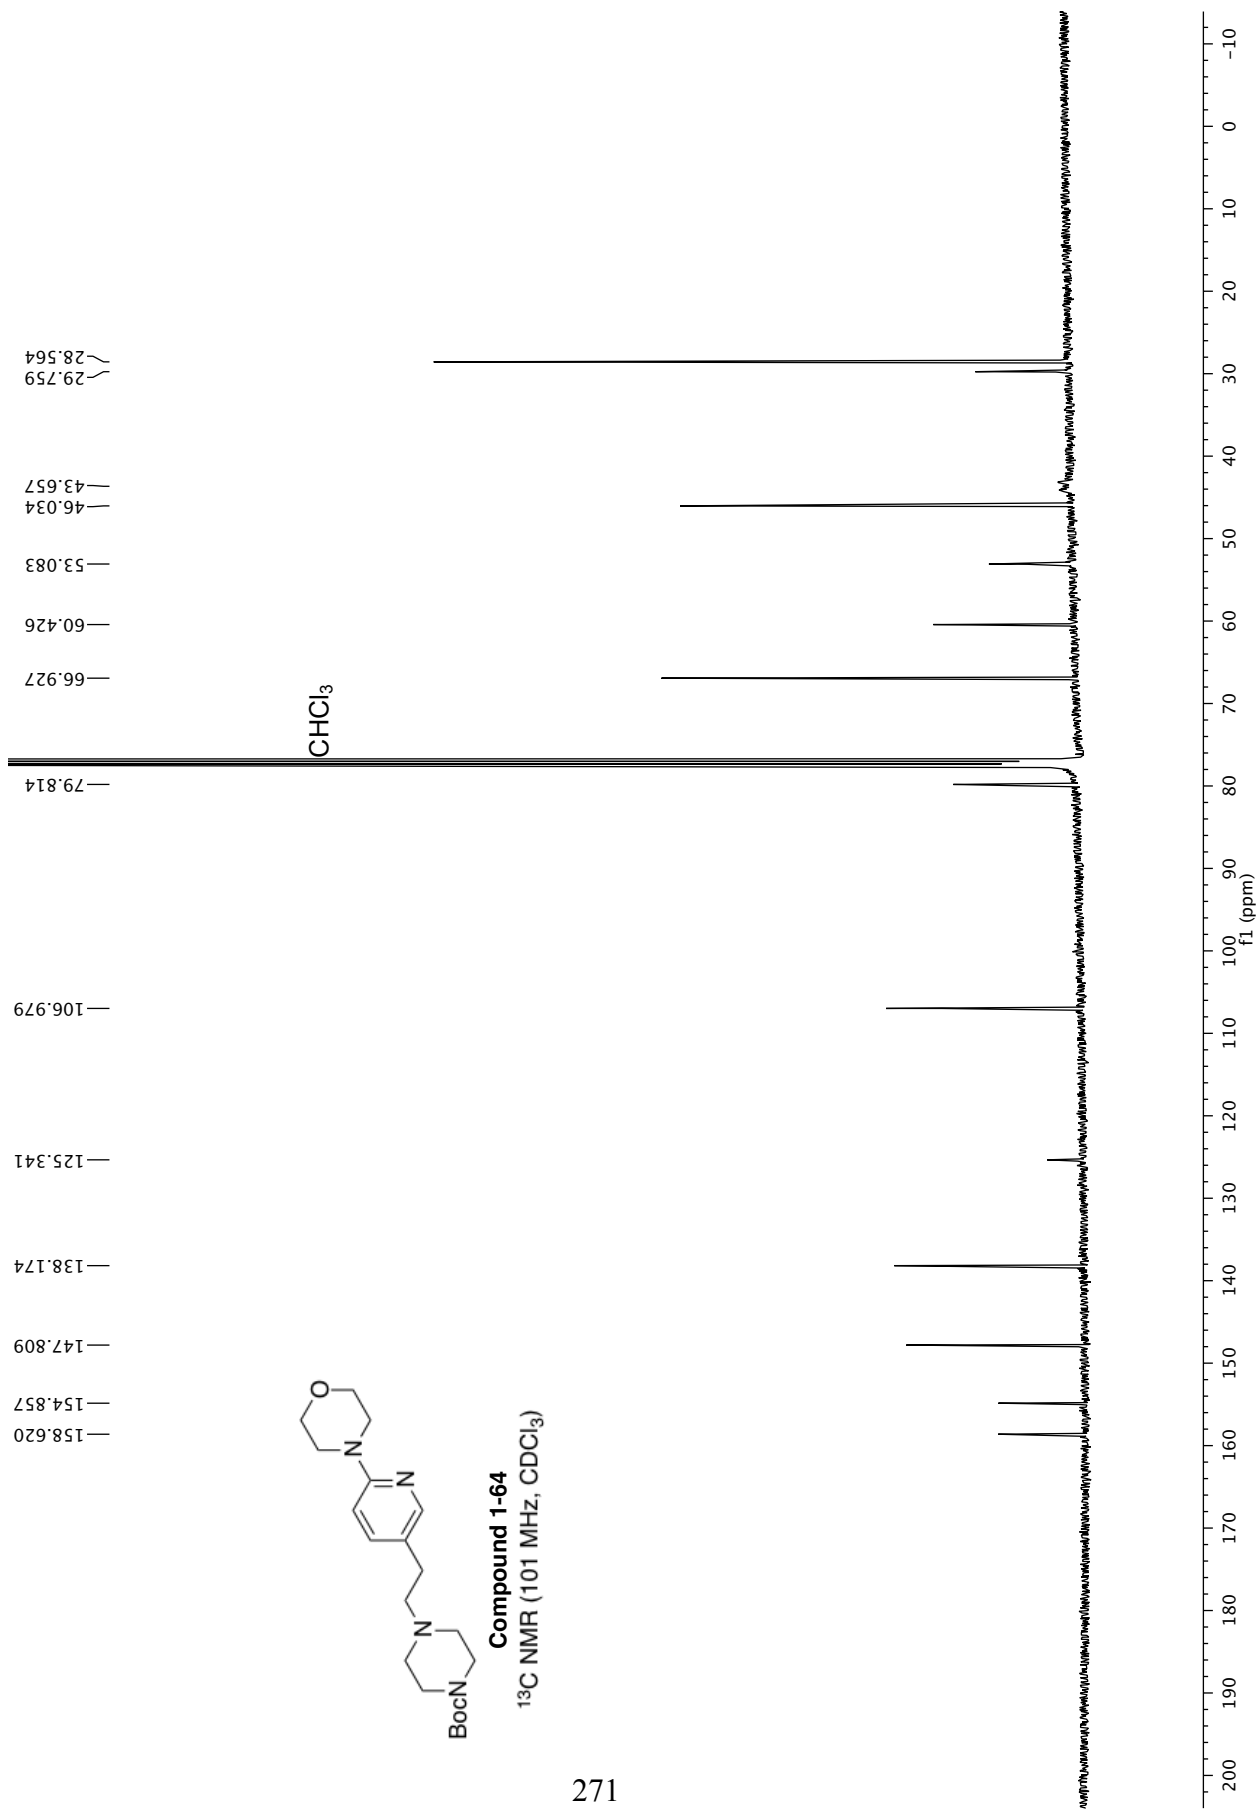 158.620
154.857
147.809
138.174
125.341
106.979
79.814
66.927
60.426
53.083
46.034
43.657
29.759
28.564
CHCl₃
O
N
N
N
BocN
Compound 1-64
¹³C NMR (101 MHz, CDCl₃)
200 190 180 170 160 150 140 130 120 110 100 90 80 70 60 50 40 30 20 10 0 -10
f1 (ppm)
271